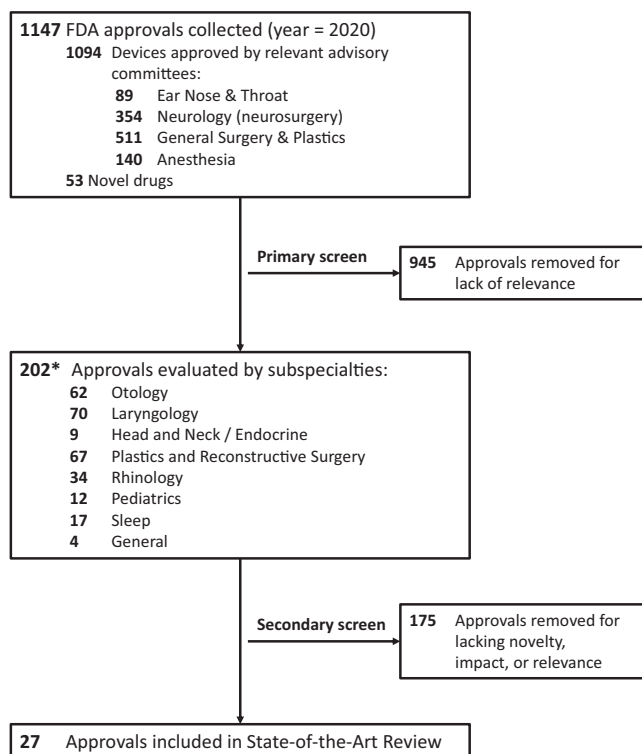 1147 FDA approvals collected (year = 2020)
1094 Devices approved by relevant advisory
committees:
89 Ear Nose & Throat
354 Neurology (neurosurgery)
511 General Surgery & Plastics
140 Anesthesia
53 Novel drugs
Primary screen
945 Approvals removed for
lack of relevance
202* Approvals evaluated by subspecialties:
62 Otology
70 Laryngology
9 Head and Neck / Endocrine
67 Plastics and Reconstructive Surgery
34 Rhinology
12 Pediatrics
17 Sleep
4 General
Secondary screen
175 Approvals removed for
lacking novelty,
impact, or relevance
27 Approvals included in State-of-the-Art Review